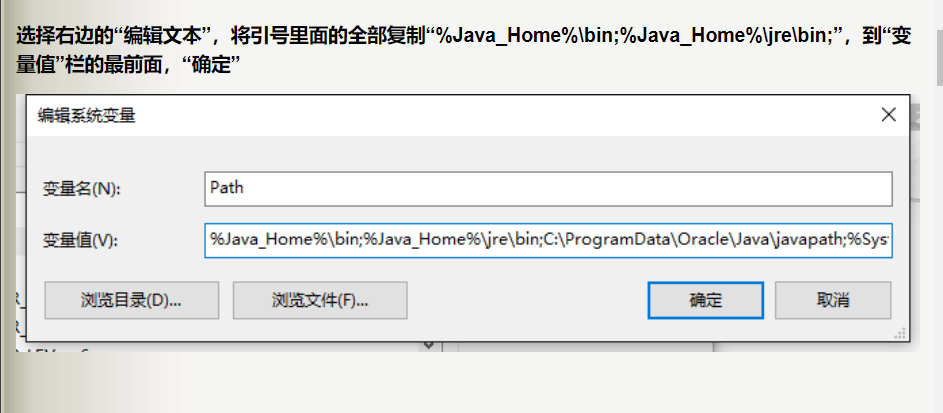 选择右边的“编辑文本”，将引号里面的全部复制“%Java_Home%\bin;%Java_Home%\jre\bin;”，到“变
量值”栏的最前面，“确定”
编辑系统变量
变量名(N):
Path
变量值(V):
%Java_Home%\bin;%Java_Home%\jre\bin;C:\ProgramData\Oracle\Java\javapath;%Sys
浏览目录(D)...
浏览文件(F)...
确定
取消